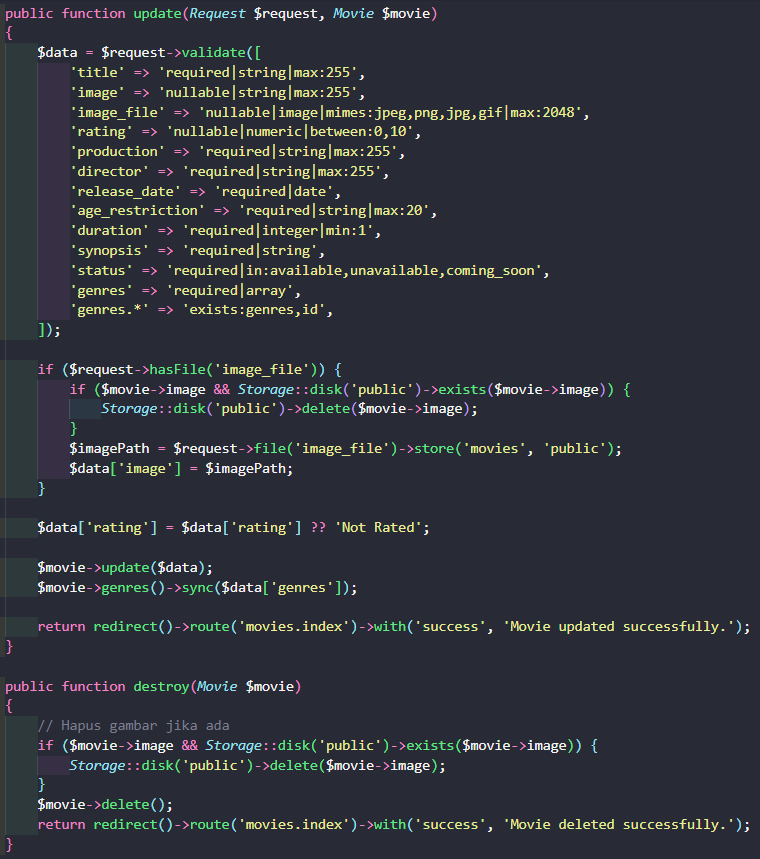 public function update(Request $request, Movie $movie)
{
    $data = $request->validate([
        'title' => 'required|string|max:255',
        'image' => 'nullable|string|max:255',
        'image_file' => 'nullable|image|mimes:jpeg,png,jpg,gif|max:2048',
        'rating' => 'nullable|numeric|between:0,10',
        'production' => 'required|string|max:255',
        'director' => 'required|string|max:255',
        'release_date' => 'required|date',
        'age_restriction' => 'required|string|max:20',
        'duration' => 'required|integer|min:1',
        'synopsis' => 'required|string',
        'status' => 'required|in:available,unavailable,coming_soon',
        'genres' => 'required|array',
        'genres.*' => 'exists:genres,id',
    ]);

    if ($request->hasFile('image_file')) {
        if ($movie->image && Storage::disk('public')->exists($movie->image)) {
            Storage::disk('public')->delete($movie->image);
        }
        $imagePath = $request->file('image_file')->store('movies', 'public');
        $data['image'] = $imagePath;
    }

    $data['rating'] = $data['rating'] ?? 'Not Rated';

    $movie->update($data);
    $movie->genres()->sync($data['genres']);

    return redirect()->route('movies.index')->with('success', 'Movie updated successfully.');
}

public function destroy(Movie $movie)
{
    // Hapus gambar jika ada
    if ($movie->image && Storage::disk('public')->exists($movie->image)) {
        Storage::disk('public')->delete($movie->image);
    }
    $movie->delete();
    return redirect()->route('movies.index')->with('success', 'Movie deleted successfully.');
}